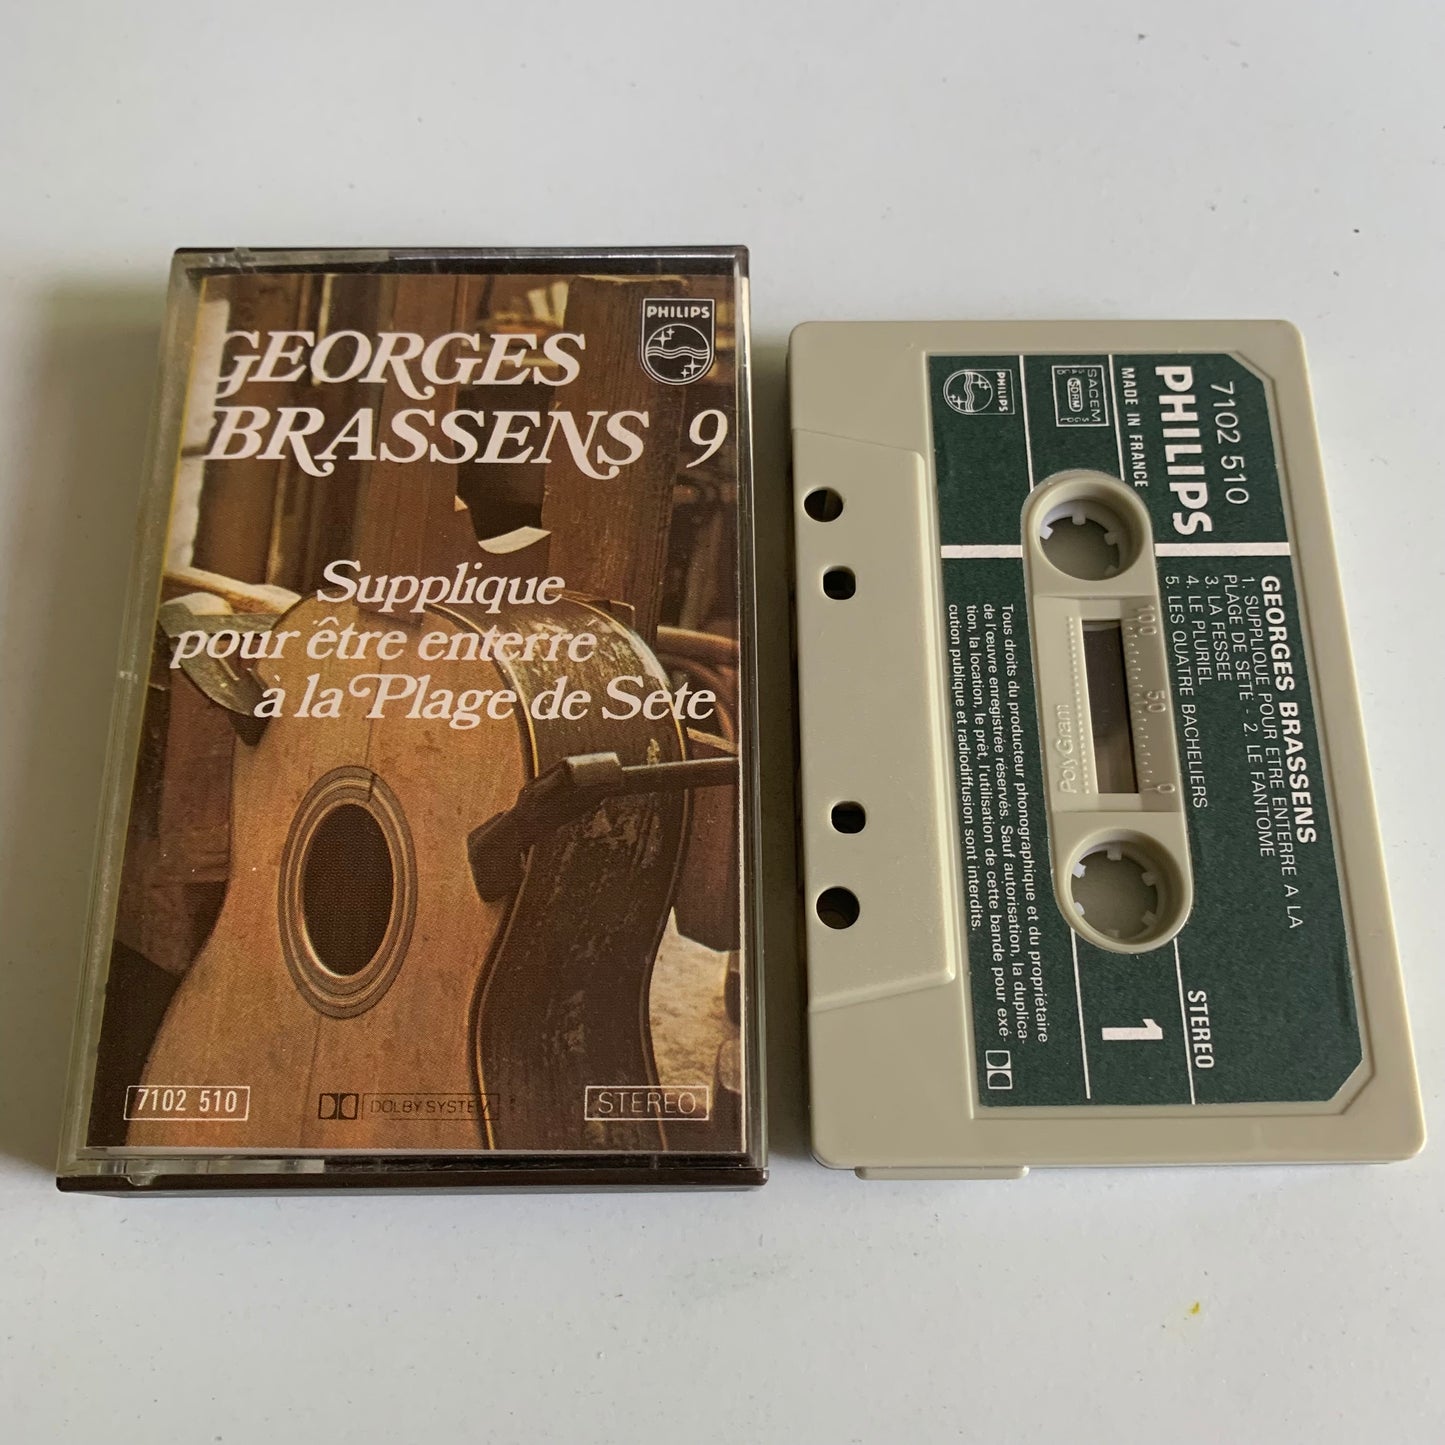 GEORGES
BRASSENS 9
PHILIPS
Supplique
pour être enterre
à la Plage de Sete
7102 510
DOLBY SYSTEM
STEREO
7102 510
PHILIPS
MADE IN FRANCE
SACEM
SDRM
PHILIPS
GEORGES BRASSENS
1. SUPPLIQUE POUR ETRE ENTERRE A LA
PLAGE DE SETE - 2. LE FANTOME
3. LA FESSEE
4. LE PLURIEL
5. LES QUATRE BACHELIERS
STEREO
1
100 50 0
PolyGram
Tous droits du producteur phonographique et du propriétaire
de l'œuvre enregistrée réservés. Sauf autorisation, la duplica-
tion, la location, le prêt, l'utilisation de cette bande pour exé-
cution publique et radiodiffusion sont interdits.